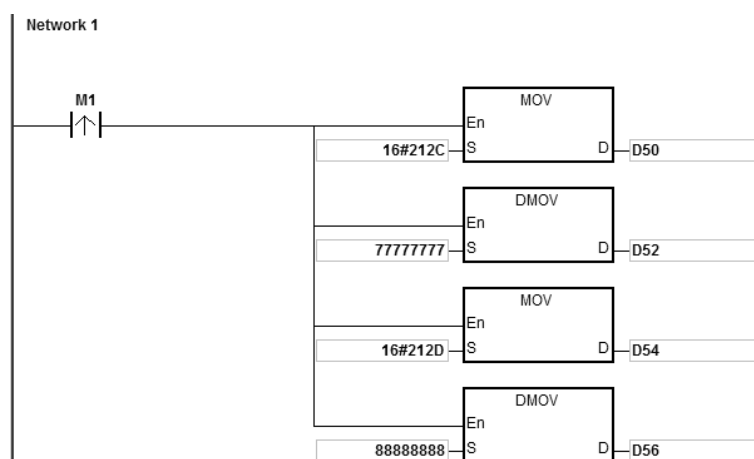 Network 1
M1
MOV
En
16#212C S D D50
DMOV
En
77777777 S D D52
MOV
En
16#212D S D D54
DMOV
En
88888888 S D D56